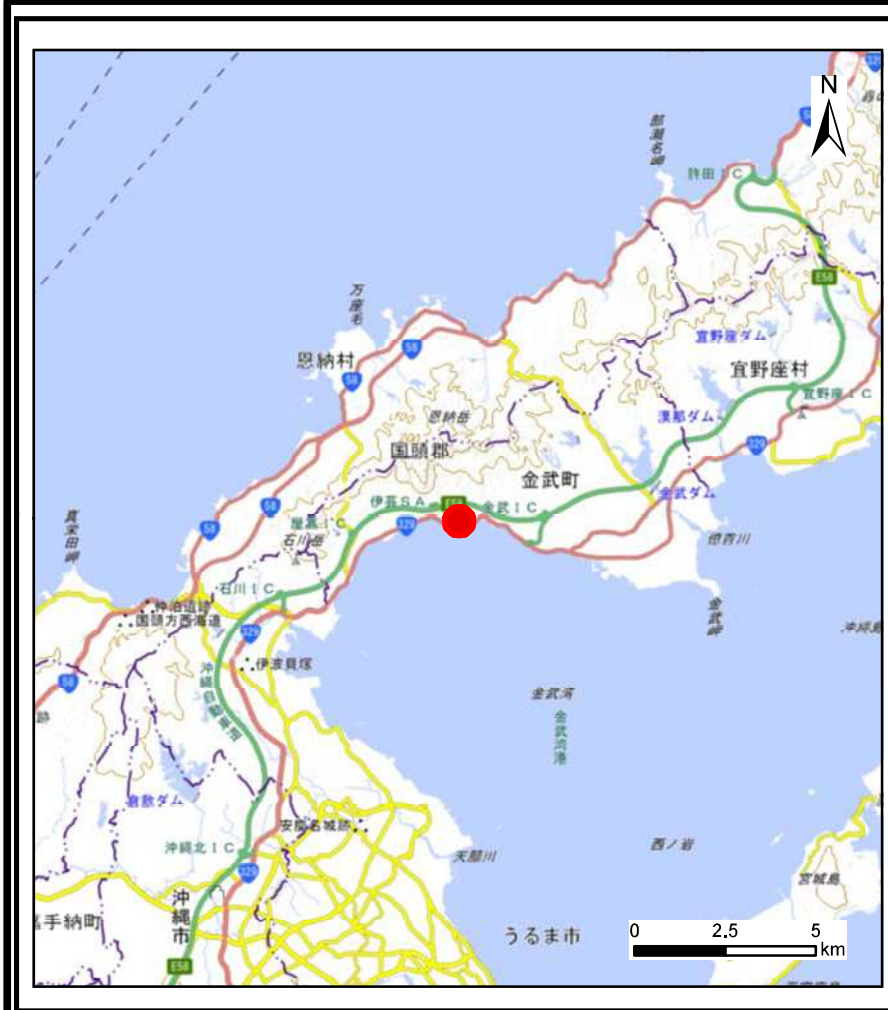 329
N
部瀬名岬
許田IC
E58
万座毛
宜野座ダム
58
恩納村
宜野座村
58
宜野座IC
恩納岳
漢那ダム
329
国頭郡
金武町
伊芸SA
E58
金武IC
金武ダム
58
58
屋嘉IC
329
石川岳
真栄田岬
億首川
石川IC
金武岬
仲泊遺跡
国頭方西海道
329
伊波貝塚
58
沖縄自動車道
金武湾
金武湾港
跡
倉敷ダム
安慶名城跡
沖縄北IC
天願川
西ノ岩
329
宮城島
手納町
沖縄市
うるま市
0 2.5 5
km
E58